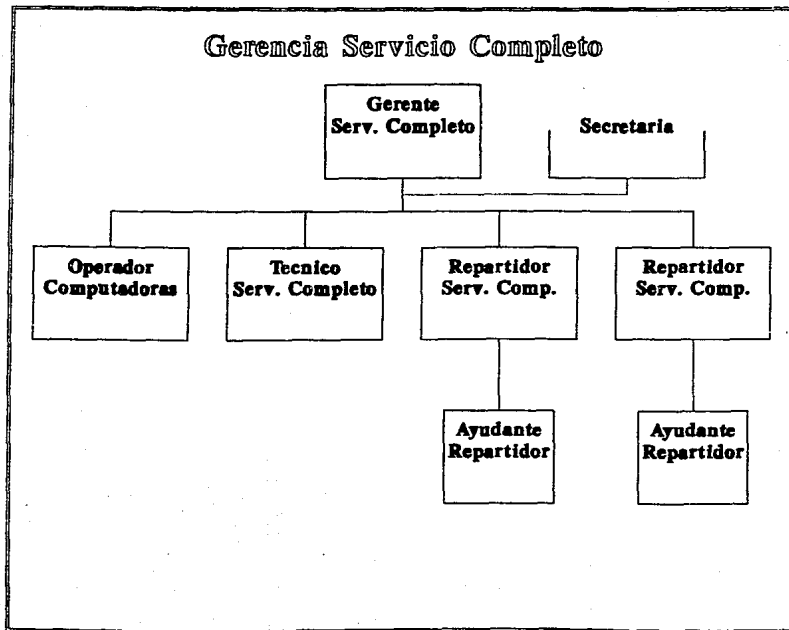 Gerencia Servicio Completo
Gerente
Serv. Completo
Secretaria
Operador
Computadoras
Tecnico
Serv. Completo
Repartidor
Serv. Comp.
Repartidor
Serv. Comp.
Ayudante
Repartidor
Ayudante
Repartidor